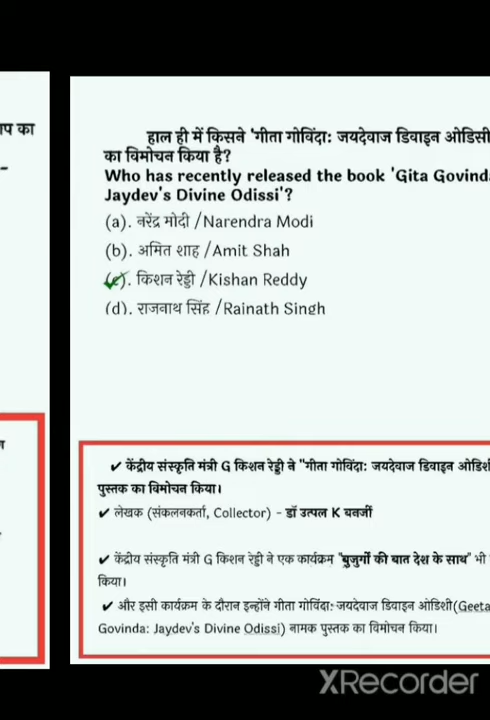 ाप का
–
हाल ही में किसने 'गीता गोविंदा: जयदेवाज डिवाइन ओडिसी
का विमोचन किया है?
Who has recently released the book 'Gita Govinda
Jaydev's Divine Odissi'?
(a). नरेंद्र मोदी /Narendra Modi
(b). अमित शाह /Amit Shah
(c). किशन रेड्डी /Kishan Reddy
(d). राजनाथ सिंह /Rajnath Singh
✔ केंद्रीय संस्कृति मंत्री G किशन रेड्डी ने "गीता गोविंदा: जयदेवाज डिवाइन ओडिशी
पुस्तक का विमोचन किया।
✔ लेखक (संकलनकर्ता, Collector) – डॉ उत्पल K बनर्जी
✔ केंद्रीय संस्कृति मंत्री G किशन रेड्डी ने एक कार्यक्रम "बुजुर्गो की बात देश के साथ" भी
किया।
✔ और इसी कार्यक्रम के दौरान इन्होंने गीता गोविंदा: जयदेवाज डिवाइन ओडिशी(Geeta
Govinda: Jaydev's Divine Odissi) नामक पुस्तक का विमोचन किया।
XRecorder